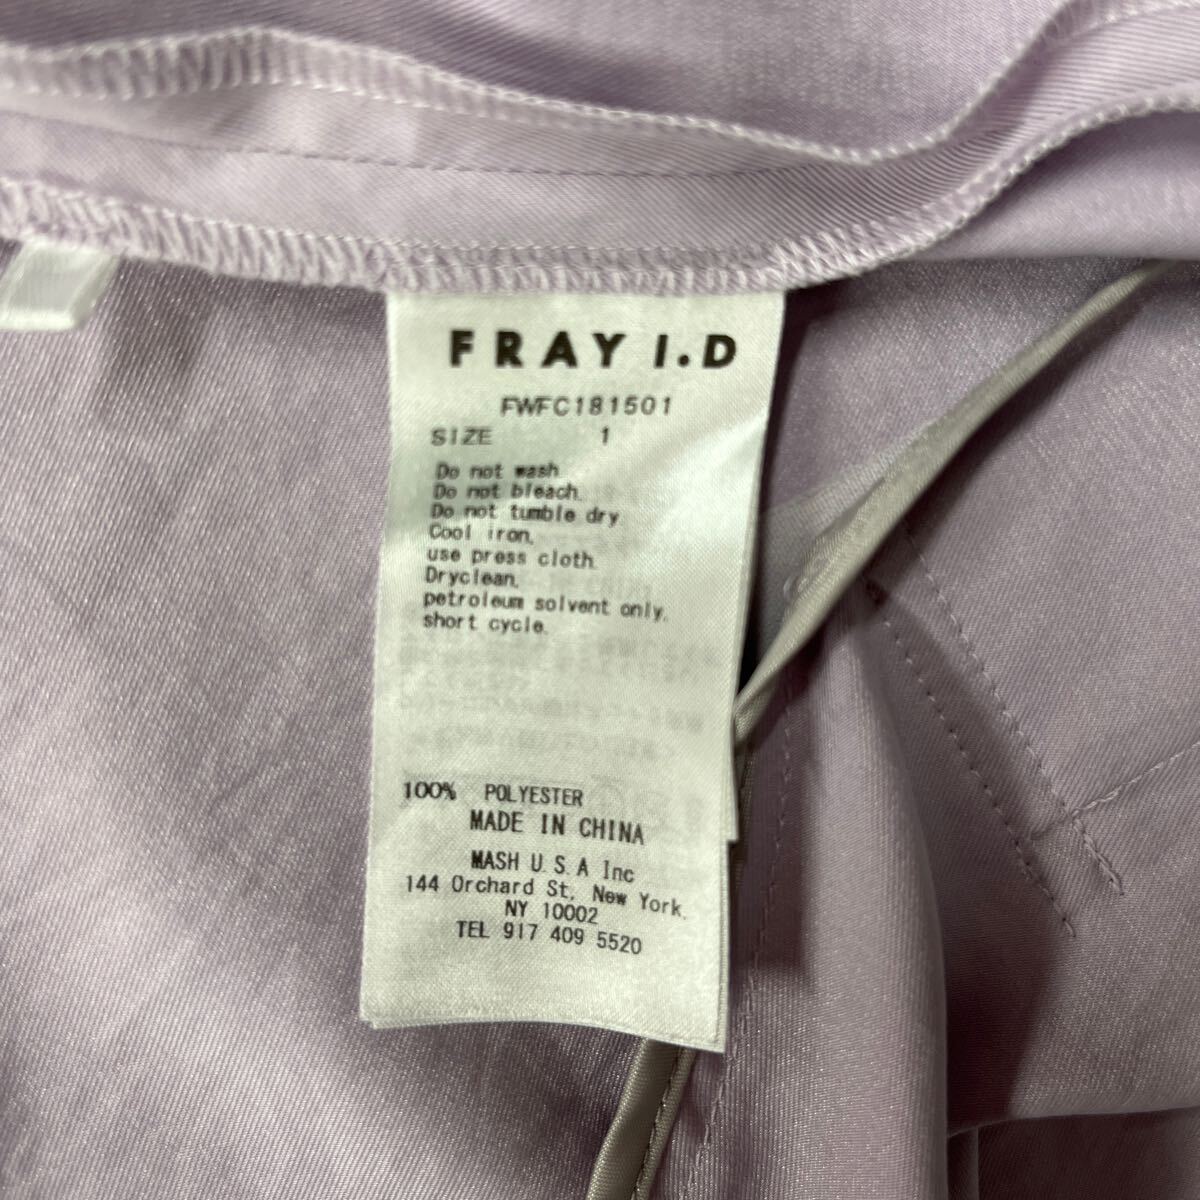 FRAY I.D
FWFC181501
SIZE 1
Do not wash
Do not bleach.
Do not tumble dry
Cool iron.
use press cloth.
Dryclean.
petroleum solvent only.
short cycle.
100% POLYESTER
MADE IN CHINA
MASH U.S.A Inc
144 Orchard St, New York.
NY 10002
TEL 917 409 5520